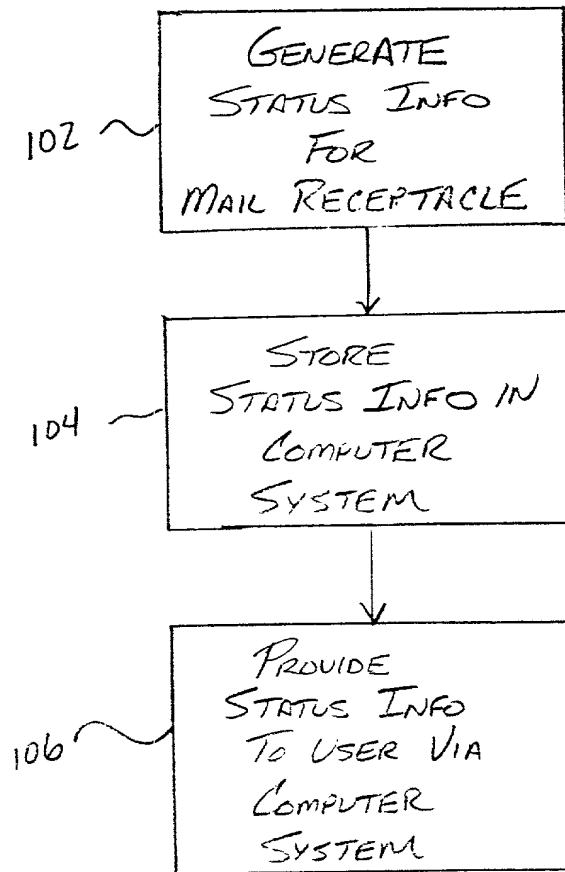 GENERATE
STATUS INFO
FOR
MAIL RECEPTACLE
102
STORE
STATUS INFO IN
COMPUTER
SYSTEM
104
PROVIDE
STATUS INFO
TO USER VIA
COMPUTER
SYSTEM
106